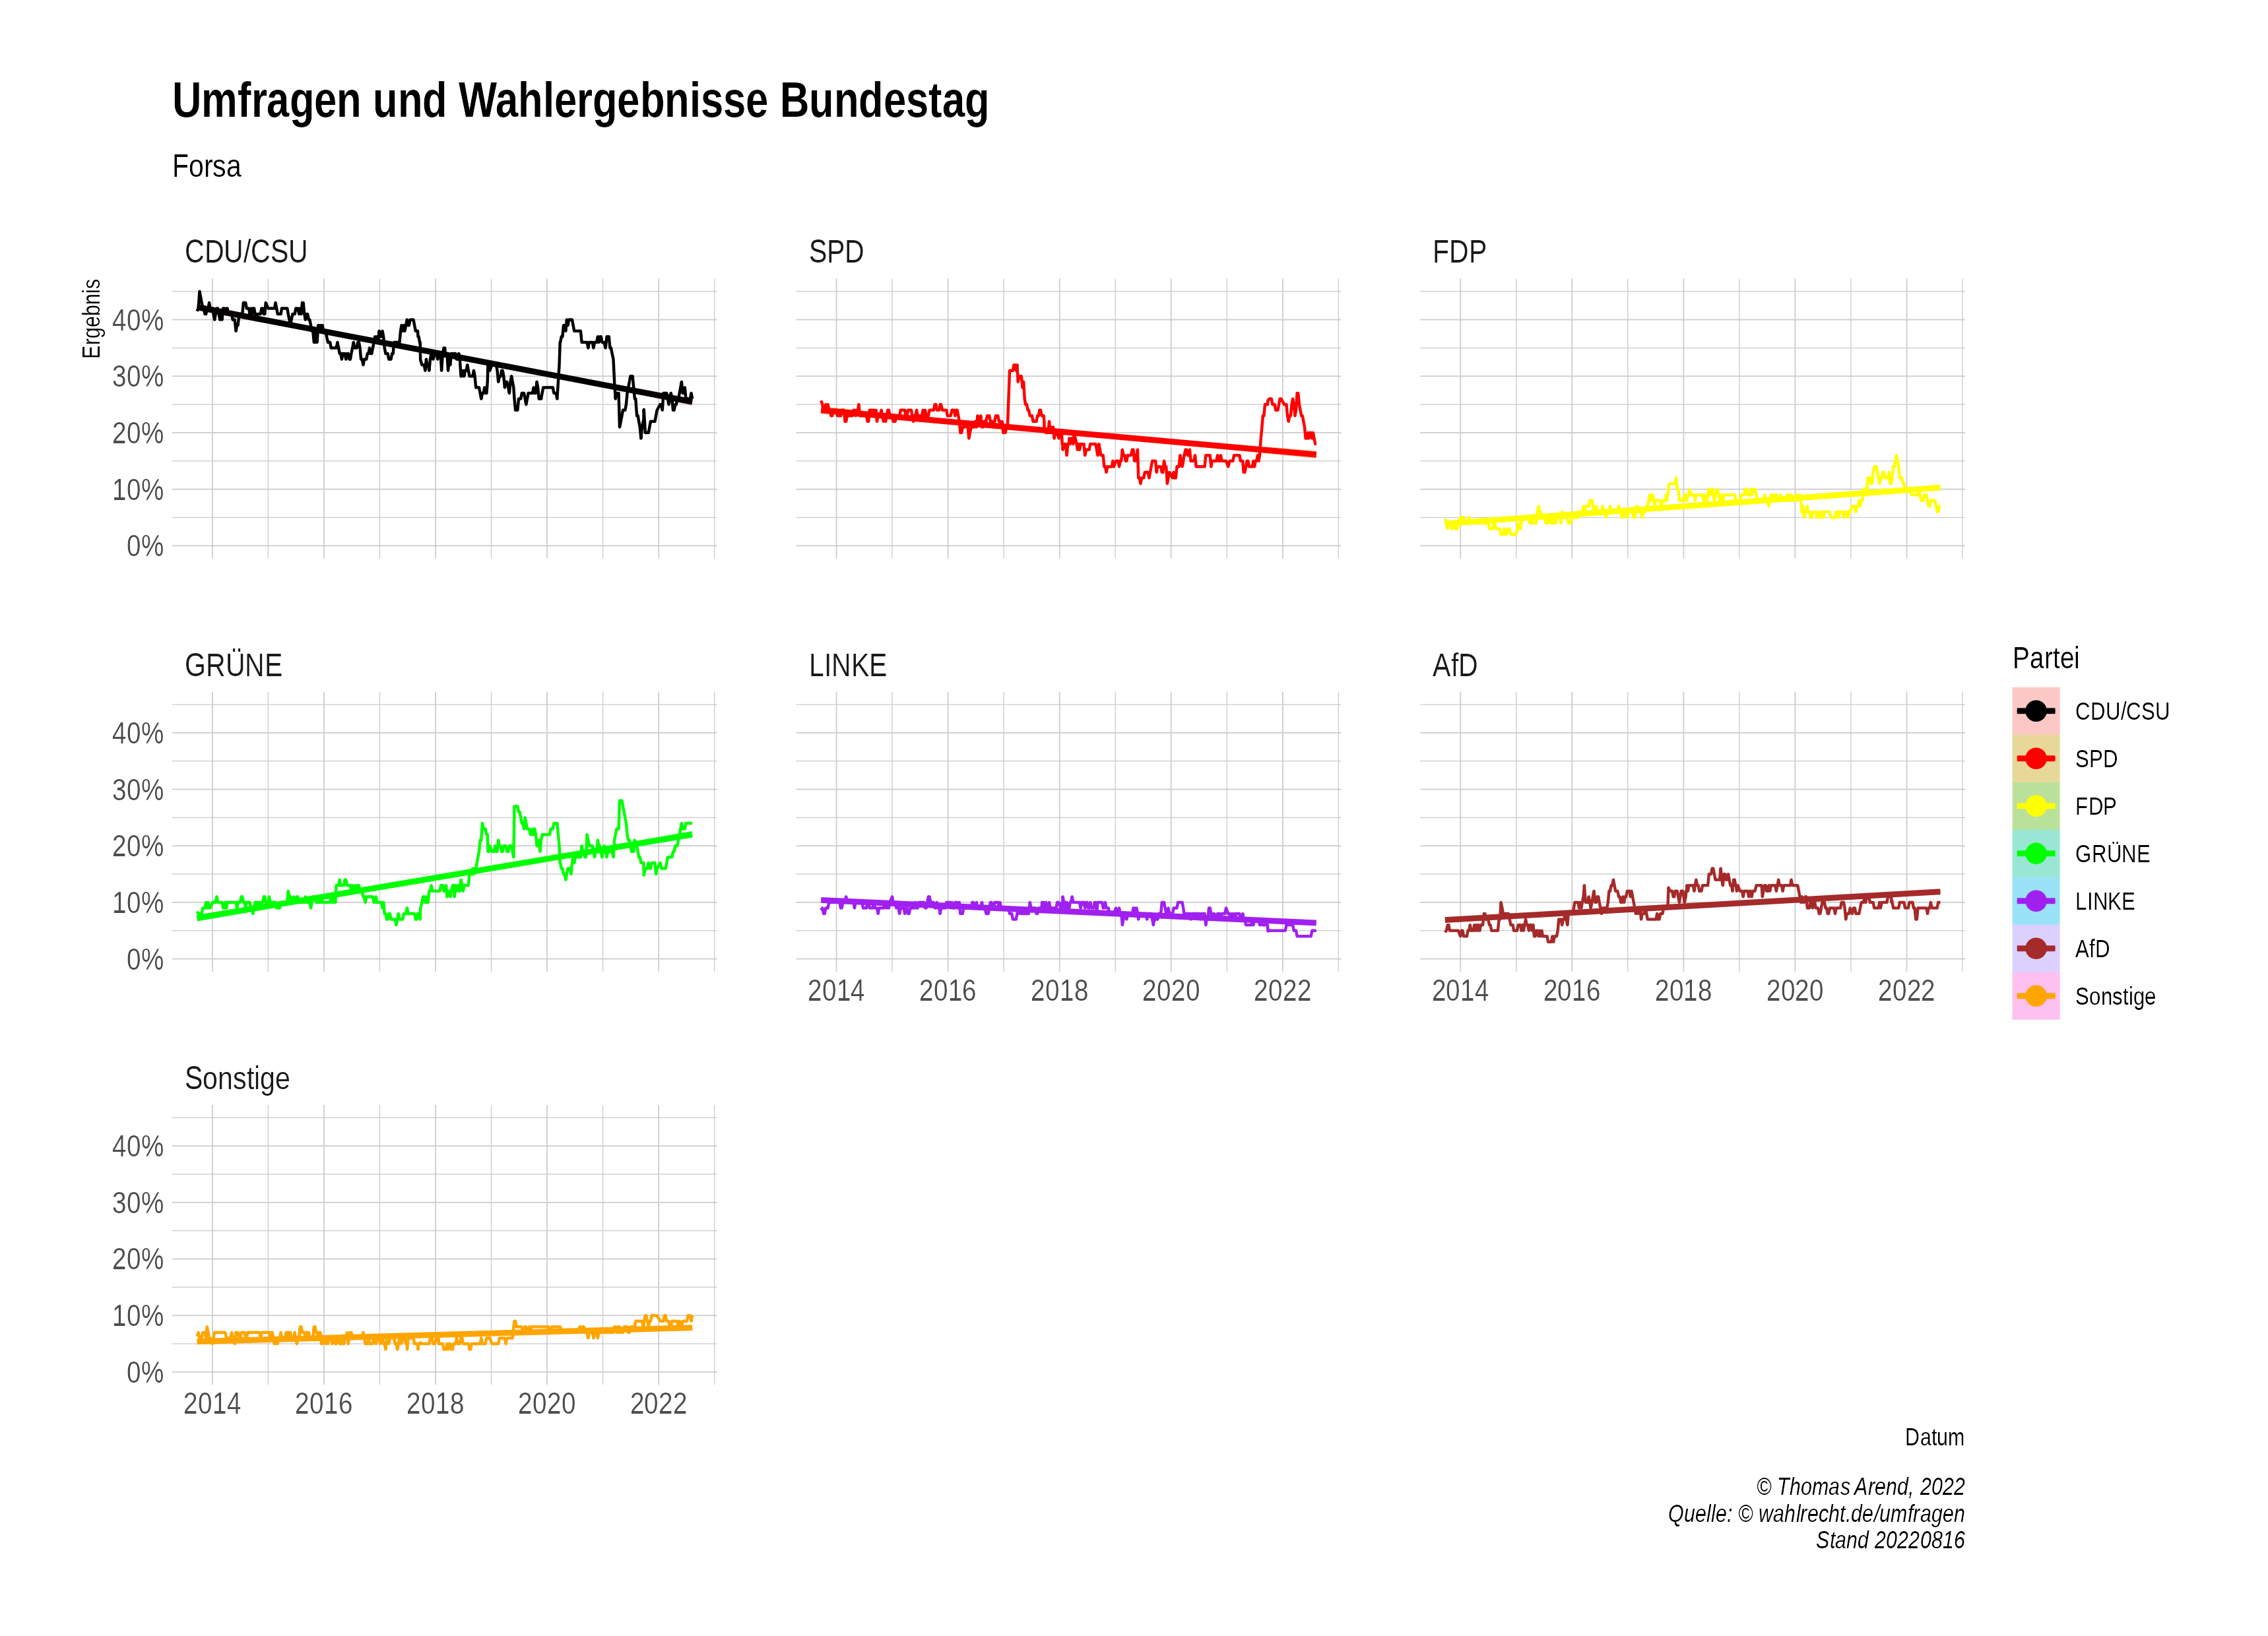 Umfragen und Wahlergebnisse Bundestag
Forsa
CDU/CSU
SPD
FDP
Ergebnis
40%
30%
20%
10%
0%
GRÜNE
LINKE
AfD
40%
30%
20%
10%
0%
2014 2016 2018 2020 2022
2014 2016 2018 2020 2022
Partei
CDU/CSU
SPD
FDP
GRÜNE
LINKE
AfD
Sonstige
Sonstige
40%
30%
20%
10%
0%
2014 2016 2018 2020 2022
Datum
© Thomas Arend, 2022
Quelle: © wahlrecht.de/umfragen
Stand 20220816